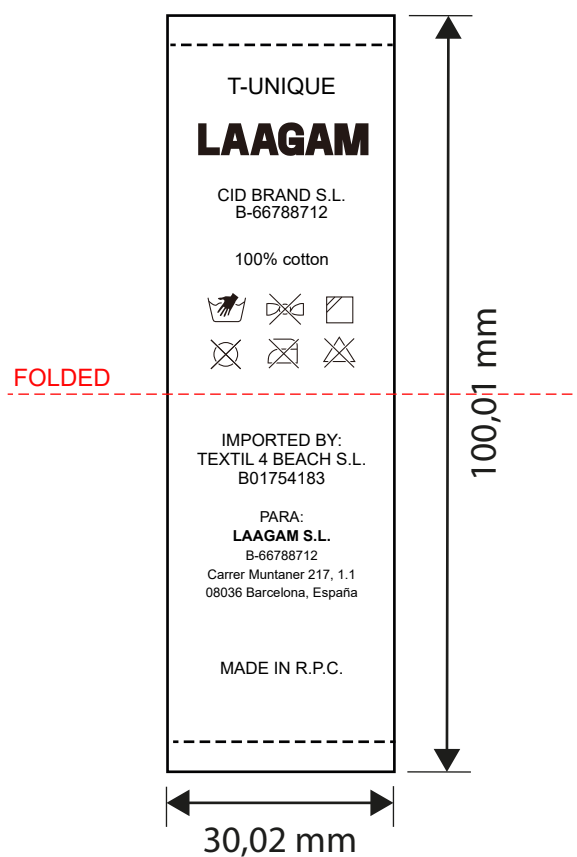 T-UNIQUE
LAAGAM
CID BRAND S.L.
B-66788712
100% cotton
FOLDED
IMPORTED BY:
TEXTIL 4 BEACH S.L.
B01754183
PARA:
LAAGAM S.L.
B-66788712
Carrer Muntaner 217, 1.1
08036 Barcelona, España
MADE IN R.P.C.
100,01 mm
30,02 mm